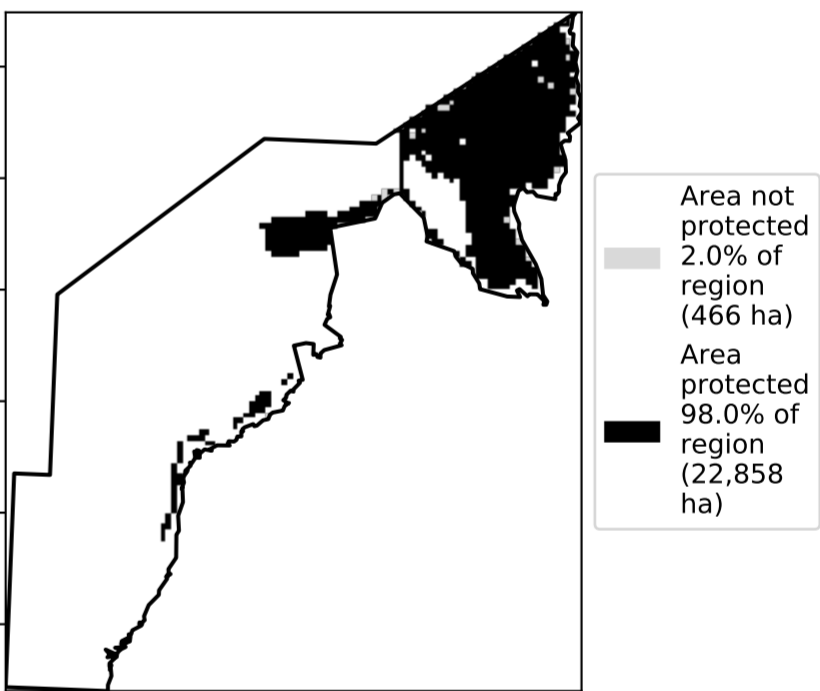 Area not
protected
2.0% of
region
(466 ha)
Area
protected
98.0% of
region
(22,858
ha)